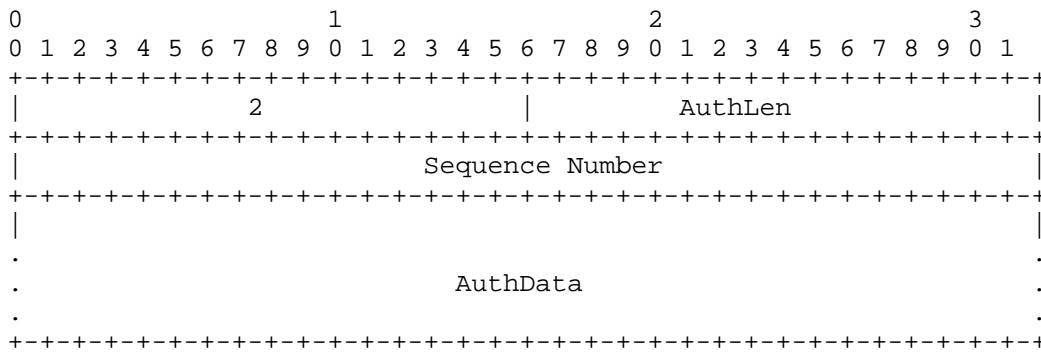 0                   1                   2                   3
0 1 2 3 4 5 6 7 8 9 0 1 2 3 4 5 6 7 8 9 0 1 2 3 4 5 6 7 8 9 0 1
+-+-+-+-+-+-+-+-+-+-+-+-+-+-+-+-+-+-+-+-+-+-+-+-+-+-+-+-+-+-+-+-+
|              2                |         AuthLen               |
+-+-+-+-+-+-+-+-+-+-+-+-+-+-+-+-+-+-+-+-+-+-+-+-+-+-+-+-+-+-+-+-+
|                         Sequence Number                       |
+-+-+-+-+-+-+-+-+-+-+-+-+-+-+-+-+-+-+-+-+-+-+-+-+-+-+-+-+-+-+-+-+
|                                                               |
.                                                               .
.                           AuthData                            .
.                                                               .
+-+-+-+-+-+-+-+-+-+-+-+-+-+-+-+-+-+-+-+-+-+-+-+-+-+-+-+-+-+-+-+-+